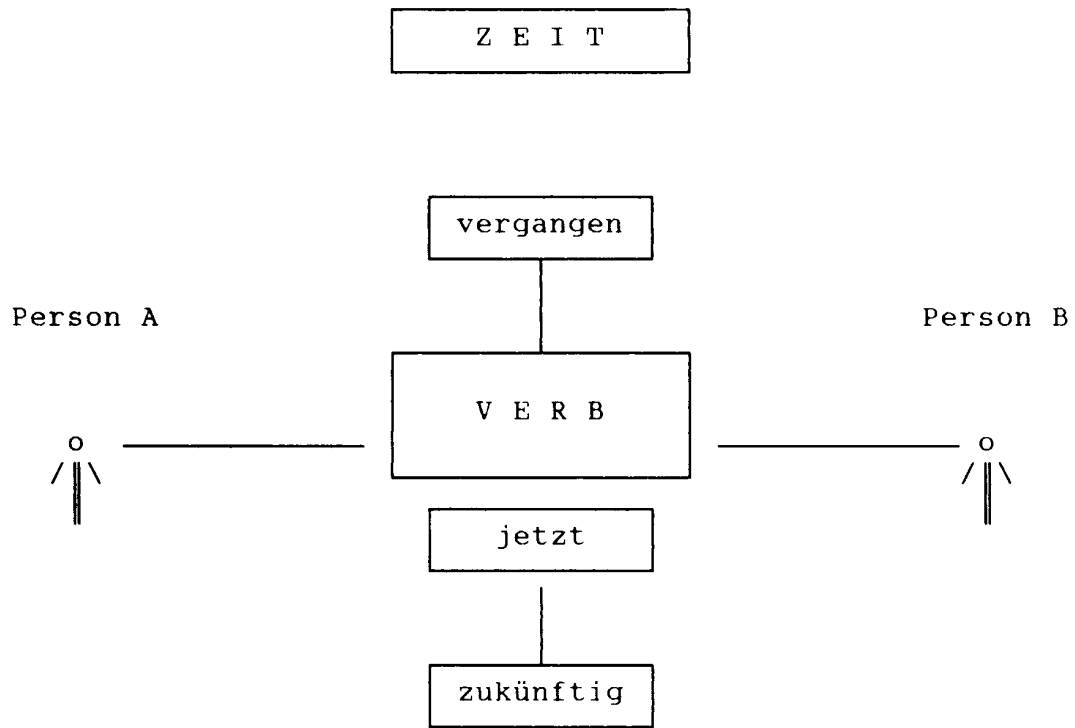 Z E I T
vergangen
Person A Person B
V E R B
o o
jetzt
zukünftig